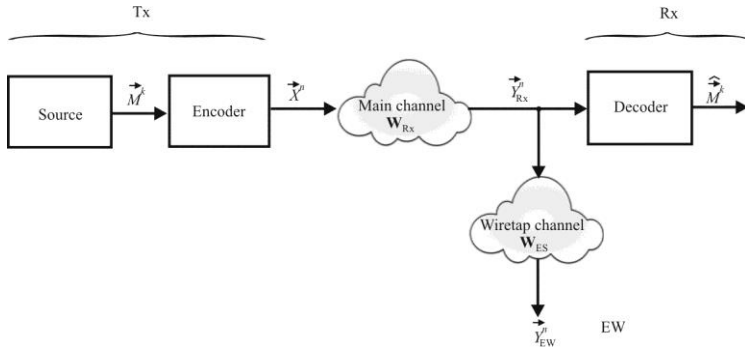 Tx
Rx
Source
M^k
Encoder
X^n
Main channel
W_Rx
Y^n_Rx
Decoder
M̂^k
Wiretap channel
W_ES
Y^n_EW
EW